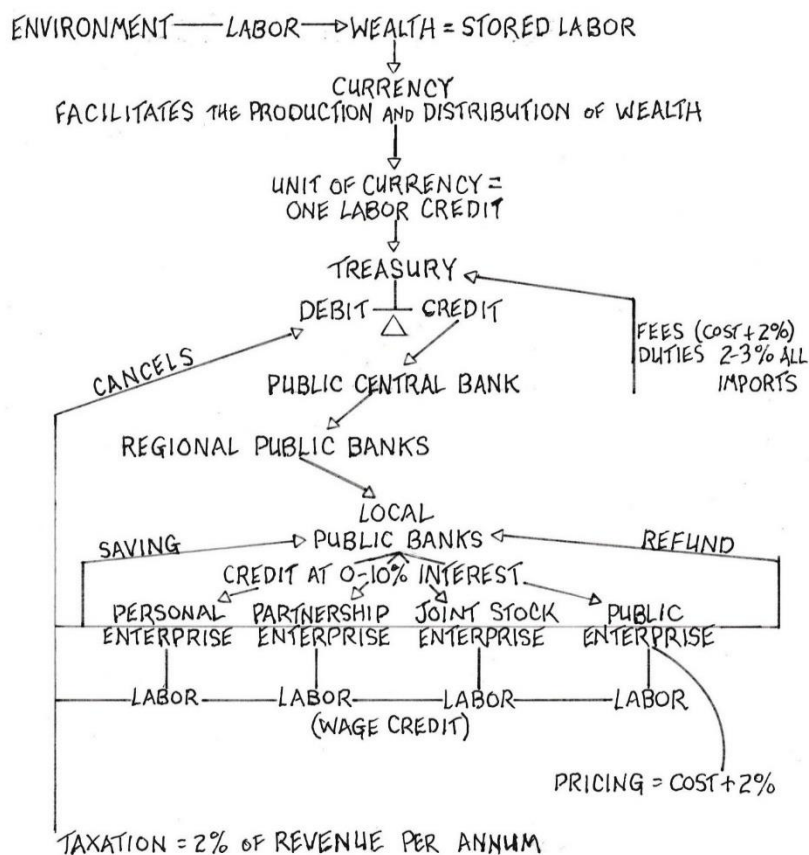 ENVIRONMENT LABOR WEALTH = STORED LABOR
CURRENCY
FACILITATES THE PRODUCTION AND DISTRIBUTION OF WEALTH
UNIT OF CURRENCY =
ONE LABOR CREDIT
TREASURY
DEBIT CREDIT
FEES (COST + 2%)
DUTIES 2-3% ALL
IMPORTS
CANCELS
PUBLIC CENTRAL BANK
REGIONAL PUBLIC BANKS
LOCAL
PUBLIC BANKS
SAVING
REFUND
CREDIT AT 0-10% INTEREST
PERSONAL
ENTERPRISE
PARTNERSHIP
ENTERPRISE
JOINT STOCK
ENTERPRISE
PUBLIC
ENTERPRISE
LABOR LABOR LABOR LABOR
(WAGE CREDIT)
PRICING = COST + 2%
TAXATION = 2% OF REVENUE PER ANNUM